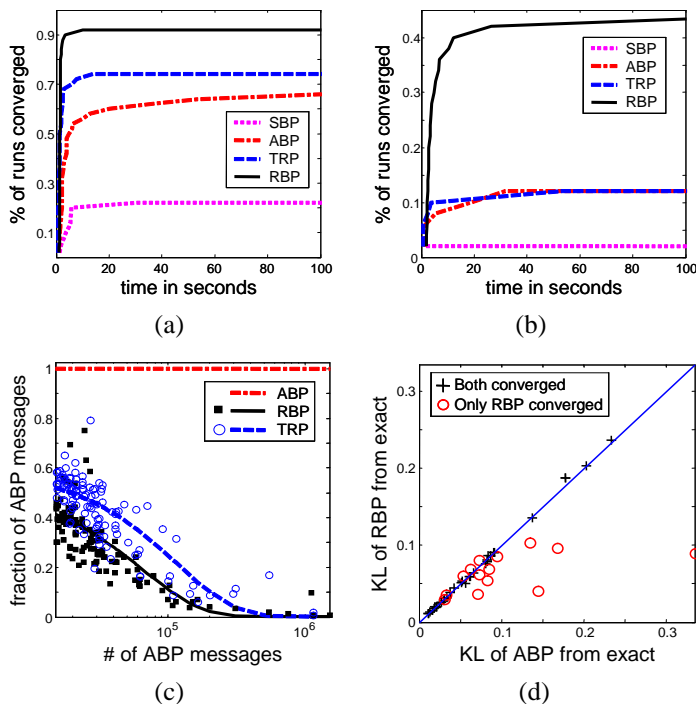 % of runs converged
0.9
0.7
0.5
0.3
0.1
SBP
ABP
TRP
RBP
0 20 40 60 80 100
time in seconds
(a)
% of runs converged
0.4
0.3
0.2
0.1
0
SBP
ABP
TRP
RBP
0 20 40 60 80 100
time in seconds
(b)
fraction of ABP messages
1
0.8
0.6
0.4
0.2
0
ABP
RBP
TRP
10^5 10^6
# of ABP messages
(c)
KL of RBP from exact
0.3
0.2
0.1
0
Both converged
Only RBP converged
0 0.1 0.2 0.3
KL of ABP from exact
(d)